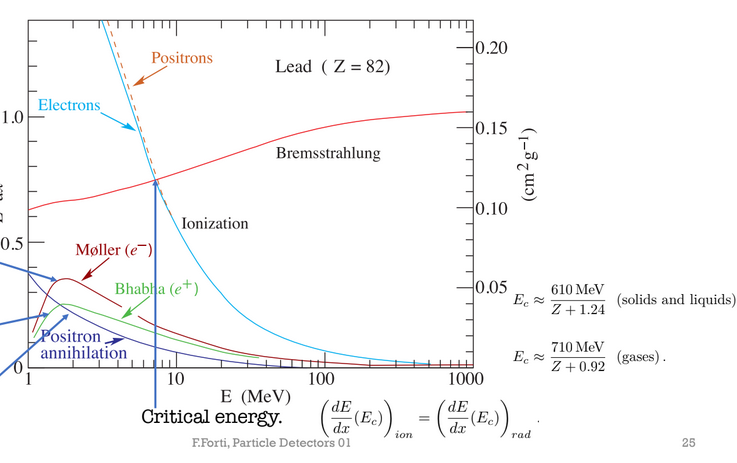 Positrons
Lead ( Z = 82)
0.20
Electrons
1.0
0.15
Bremsstrahlung
(cm² g⁻¹)
0.10
Ionization
0.5
Møller (e⁻)
Bhabha (e⁺)
0.05
E_c ≈ 610 MeV / Z + 1.24 (solids and liquids)
Positron
annihilation
E_c ≈ 710 MeV / Z + 0.92 (gases) .
0
1 10 100 1000
E (MeV)
Critical energy.
(dE/dx (E_c))_ion = (dE/dx (E_c))_rad .
F.Forti, Particle Detectors 01
25